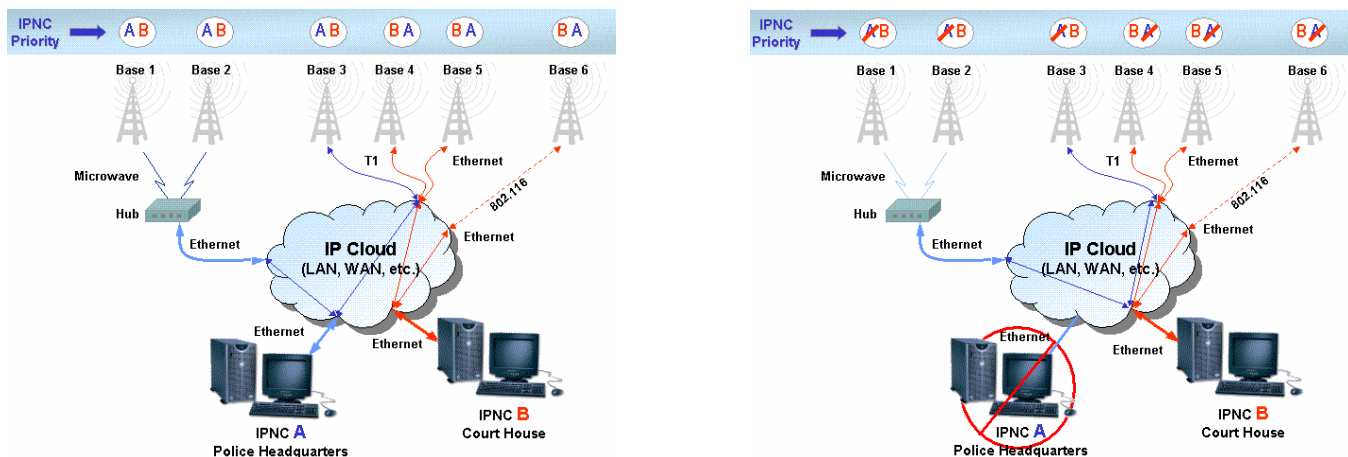 IPNC
Priority
A B
A B
A B
B A
B A
B A
Base 1
Base 2
Base 3
Base 4
Base 5
Base 6
T1
Ethernet
Microwave
802.116
Hub
Ethernet
Ethernet
IP Cloud
(LAN, WAN, etc.)
Ethernet
Ethernet
IPNC B
Court House
IPNC A
Police Headquarters
IPNC
Priority
A B
A B
A B
B A
B A
B A
Base 1
Base 2
Base 3
Base 4
Base 5
Base 6
T1
Ethernet
Microwave
802.116
Hub
Ethernet
Ethernet
IP Cloud
(LAN, WAN, etc.)
Ethernet
Ethernet
IPNC B
Court House
IPNC A
Police Headquarters